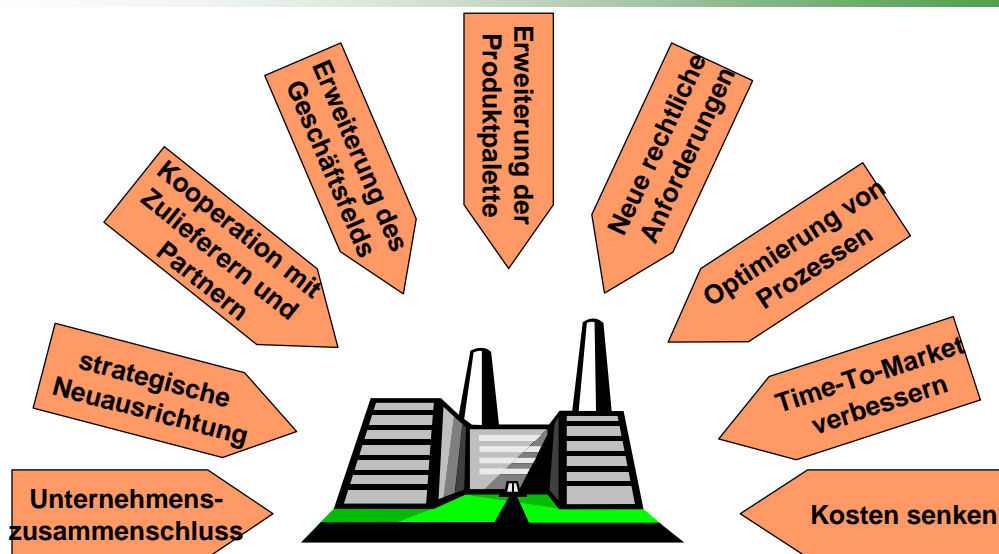 Unternehmens-
zusammenschluss
strategische
Neuausrichtung
Kooperation mit
Zulieferern und
Partnern
Erweiterung des
Geschäftsfelds
Erweiterung der
Produktpalette
Neue rechtliche
Anforderungen
Optimierung von
Prozessen
Time-To-Market
verbessern
Kosten senken